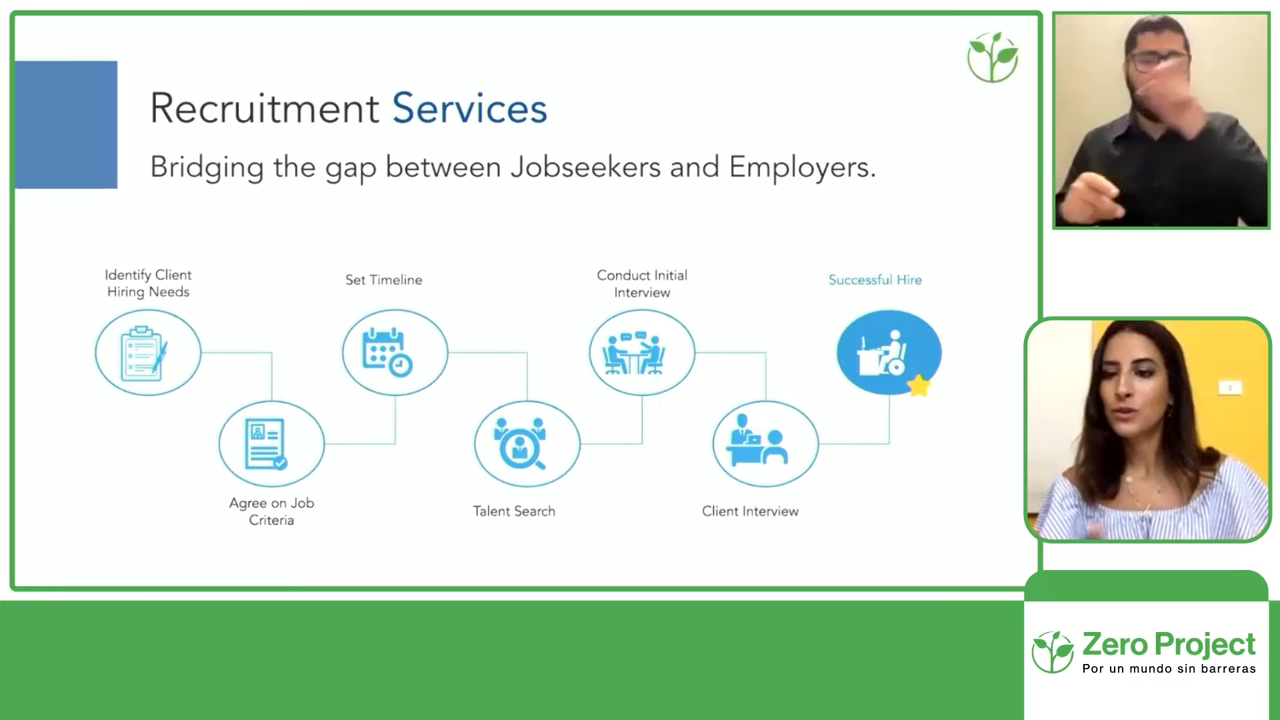 Recruitment Services
Bridging the gap between Jobseekers and Employers.
Identify Client
Hiring Needs
Agree on Job
Criteria
Set Timeline
Talent Search
Conduct Initial
Interview
Client Interview
Successful Hire
Zero Project
Por un mundo sin barreras